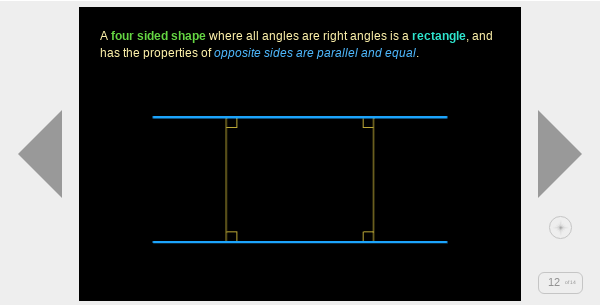 A four sided shape where all angles are right angles is a rectangle, and
has the properties of opposite sides are parallel and equal.
12